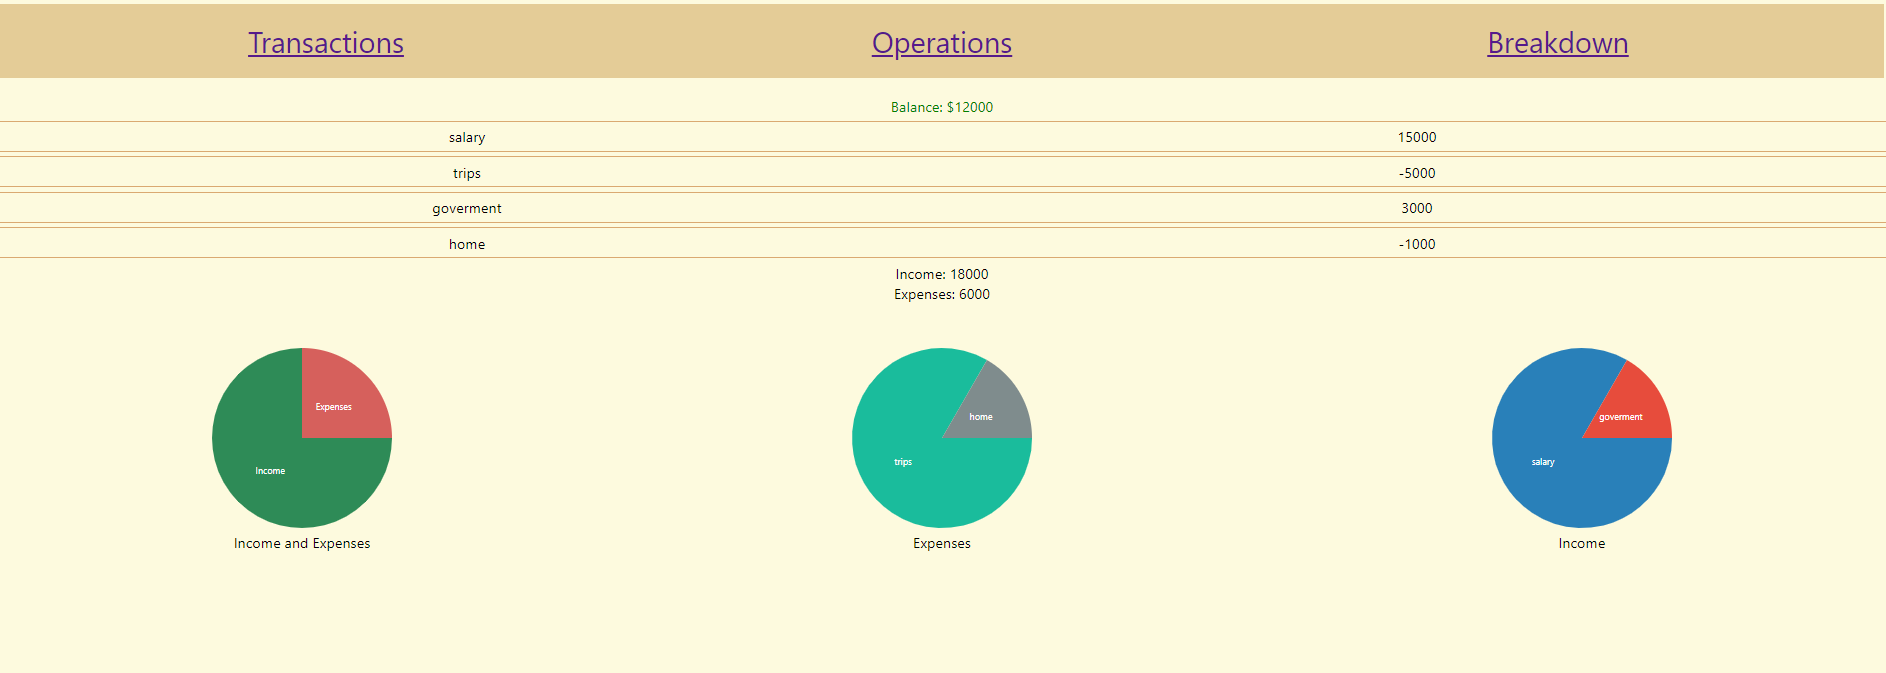 Transactions Operations Breakdown
Balance: $12000
salary 15000
trips -5000
goverment 3000
home -1000
Income: 18000
Expenses: 6000
Expenses
Income
Income and Expenses
home
trips
Expenses
goverment
salary
Income